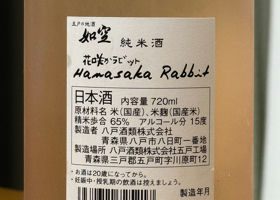 五戸の地酒
如空 純米酒
花咲かラビット
Hanasaka Rabbit
日本酒 内容量 720ml
原材料名 米(国産)、米麹(国産米)
精米歩合 65% アルコール分 15度
製造者 八戸酒類株式会社
青森県八戸市八日町一番地
製造場所 八戸酒類株式会社五戸工場
青森県三戸郡五戸町字川原町12
・お酒は20歳になってから。
・妊娠中・授乳期の飲酒は控えましょう。
製造年月